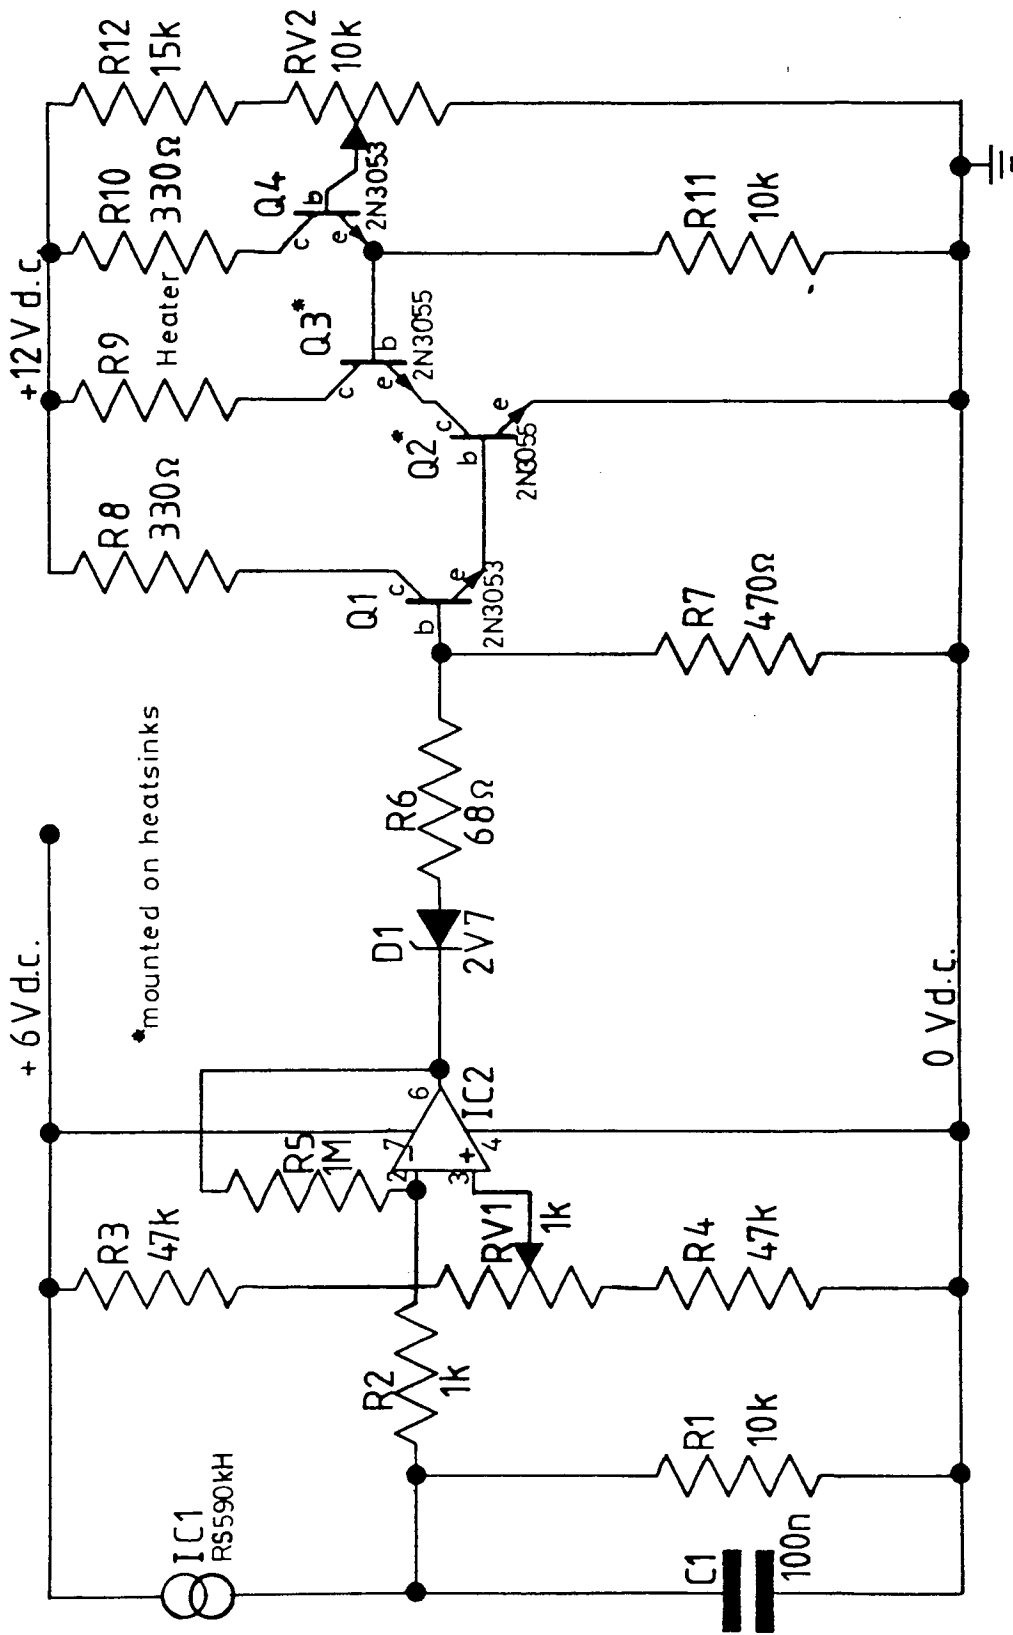 +6V d.c.
+12V d.c.
*mounted on heatsinks
IC1
RS590kH
C1
100n
R1
10k
R2
1k
R3
47k
RV1
1k
R4
47k
R5
1M
2
3
7
4
6
-
+
IC2
D1
2V7
R6
68Ω
R7
470Ω
Q1
b
c
e
2N3053
R8
330Ω
Q2*
b
c
e
2N3055
Q3*
c
b
e
2N3055
R9
Heater
R10
330Ω
Q4
c
b
e
2N3053
R11
10k
R12
15k
RV2
10k
0 Vd.c.